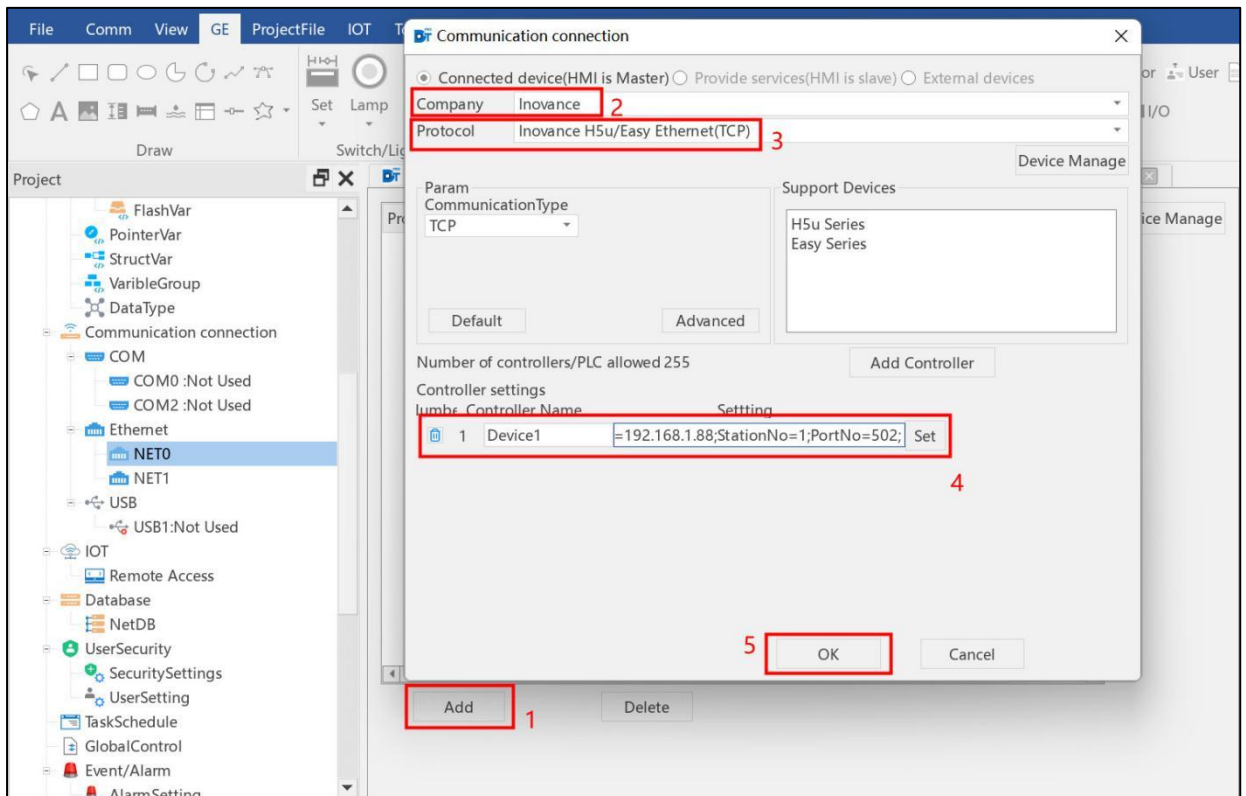 File Comm View GE ProjectFile IOT
Communication connection
Connected device(HMI is Master) Provide services(HMI is slave) External devices
or User
Set Lamp
Company Inovance 2
I/O
Protocol Inovance H5u/Easy Ethernet(TCP) 3
Draw
Device Manage
Project
Param
Support Devices
CommunicationType
TCP
H5u Series
Easy Series
ice Manage
FlashVar
PointerVar
StructVar
VaribleGroup
DataType
Default Advanced
Communication connection
Number of controllers/PLC allowed 255 Add Controller
COM
COM0 :Not Used
Controller settings
COM2 :Not Used
Controller Name Settting
Ethernet
1 Device1 =192.168.1.88;StationNo=1;PortNo=502; Set
NET0
4
NET1
USB
USB1:Not Used
IOT
Remote Access
Database
NetDB
UserSecurity
5 OK Cancel
SecuritySettings
UserSetting
Add 1 Delete
TaskSchedule
GlobalControl
Event/Alarm
AlarmSetting